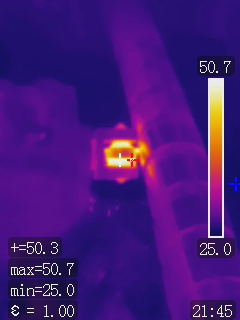 50.7
25.0
+=50.3
max=50.7
min=25.0
ε = 1.00
21:45